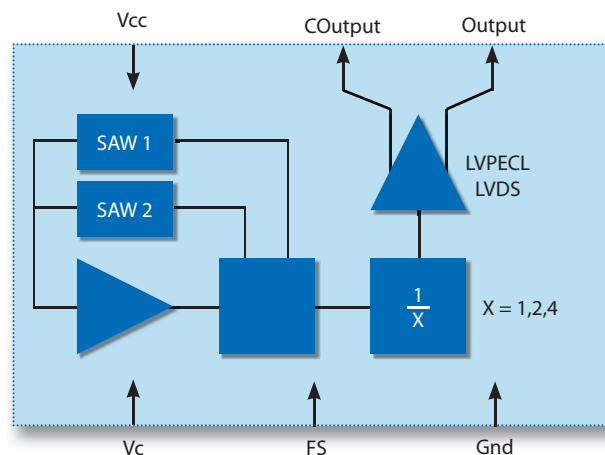 Vcc
COutput
Output
SAW 1
SAW 2
LVPECL
LVDS
1
X
X = 1,2,4
Vc
FS
Gnd